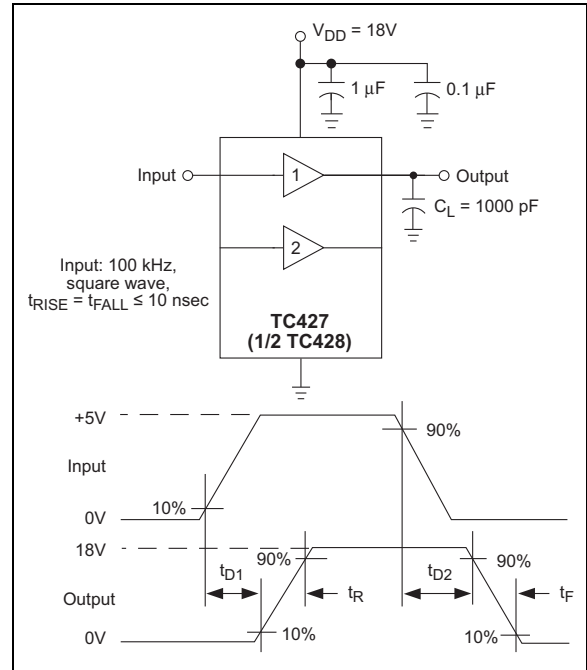 V_DD = 18V
1 μF
0.1 μF
Input
1
Output
C_L = 1000 pF
2
Input: 100 kHz,
square wave,
t_RISE = t_FALL ≤ 10 nsec
TC427
(1/2 TC428)
+5V
90%
Input
10%
0V
18V
90%
90%
t_D1
t_R
t_D2
t_F
Output
10%
10%
0V